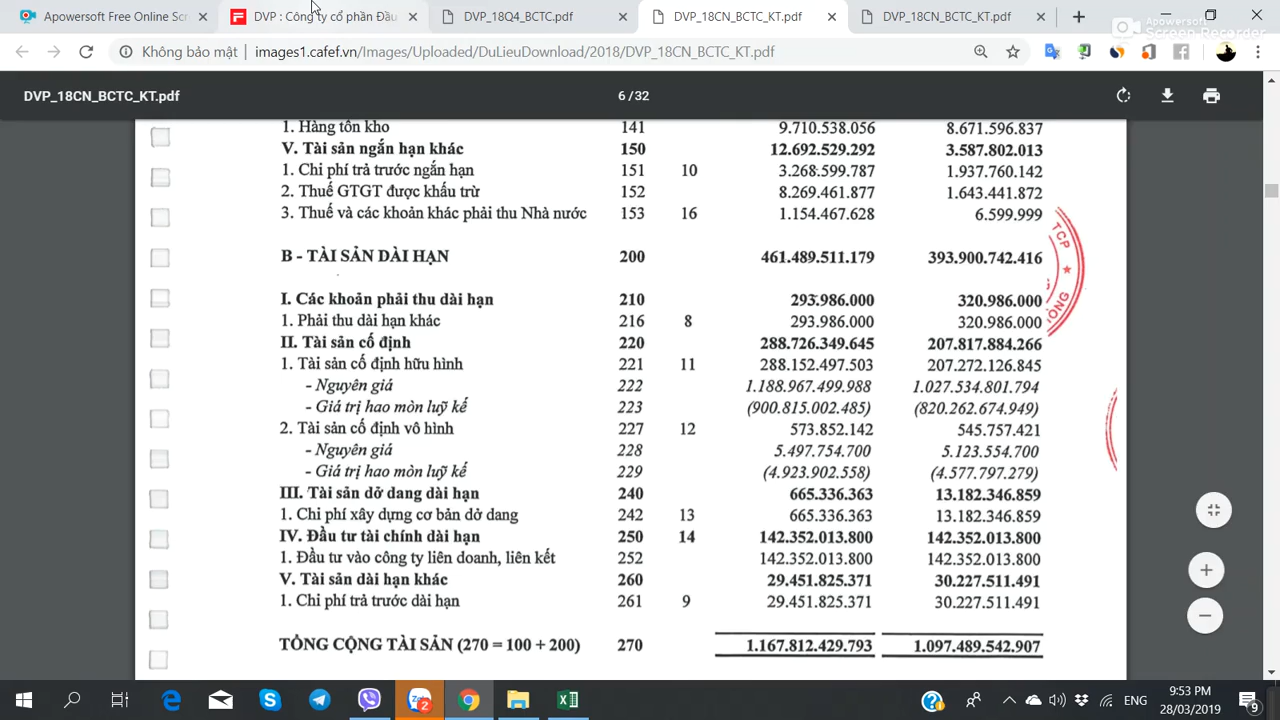 Apowersoft Free Online Scr
DVP : Công ty cổ phần Đầu
DVP_18Q4_BCTC.pdf
DVP_18CN_BCTC_KT.pdf
DVP_18CN_BCTC_KT.pdf
Apowersoft
Screen Recorder
Không bảo mật
images1.cafef.vn/Images/Uploaded/DuLieuDownload/2018/DVP_18CN_BCTC_KT.pdf
DVP_18CN_BCTC_KT.pdf 6 / 32
1. Hàng tồn kho 141 9.710.538.056 8.671.596.837
V. Tài sản ngắn hạn khác 150 12.692.529.292 3.587.802.013
1. Chi phí trả trước ngắn hạn 151 10 3.268.599.787 1.937.760.142
2. Thuế GTGT được khấu trừ 152 8.269.461.877 1.643.441.872
3. Thuế và các khoản khác phải thu Nhà nước 153 16 1.154.467.628 6.599.999
B - TÀI SẢN DÀI HẠN 200 461.489.511.179 393.900.742.416
I. Các khoản phải thu dài hạn 210 293.986.000 320.986.000
1. Phải thu dài hạn khác 216 8 293.986.000 320.986.000
II. Tài sản cố định 220 288.726.349.645 207.817.884.266
1. Tài sản cố định hữu hình 221 11 288.152.497.503 207.272.126.845
- Nguyên giá 222 1.188.967.499.988 1.027.534.801.794
- Giá trị hao mòn luỹ kế 223 (900.815.002.485) (820.262.674.949)
2. Tài sản cố định vô hình 227 12 573.852.142 545.757.421
- Nguyên giá 228 5.497.754.700 5.123.554.700
- Giá trị hao mòn luỹ kế 229 (4.923.902.558) (4.577.797.279)
III. Tài sản dở dang dài hạn 240 665.336.363 13.182.346.859
1. Chi phí xây dựng cơ bản dở dang 242 13 665.336.363 13.182.346.859
IV. Đầu tư tài chính dài hạn 250 14 142.352.013.800 142.352.013.800
1. Đầu tư vào công ty liên doanh, liên kết 252 142.352.013.800 142.352.013.800
V. Tài sản dài hạn khác 260 29.451.825.371 30.227.511.491
1. Chi phí trả trước dài hạn 261 9 29.451.825.371 30.227.511.491
TỔNG CỘNG TÀI SẢN (270 = 100 + 200) 270 1.167.812.429.793 1.097.489.542.907
TCP
ONG
ENG
9:53 PM
28/03/2019